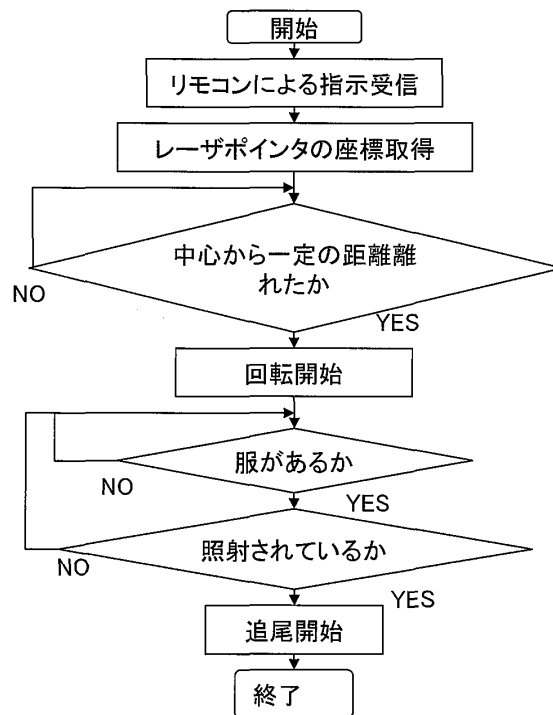 開始
リモコンによる指示受信
レーザポインタの座標取得
中心から一定の距離離
れたか
NO
YES
回転開始
服があるか
NO
YES
照射されているか
NO
YES
追尾開始
終了